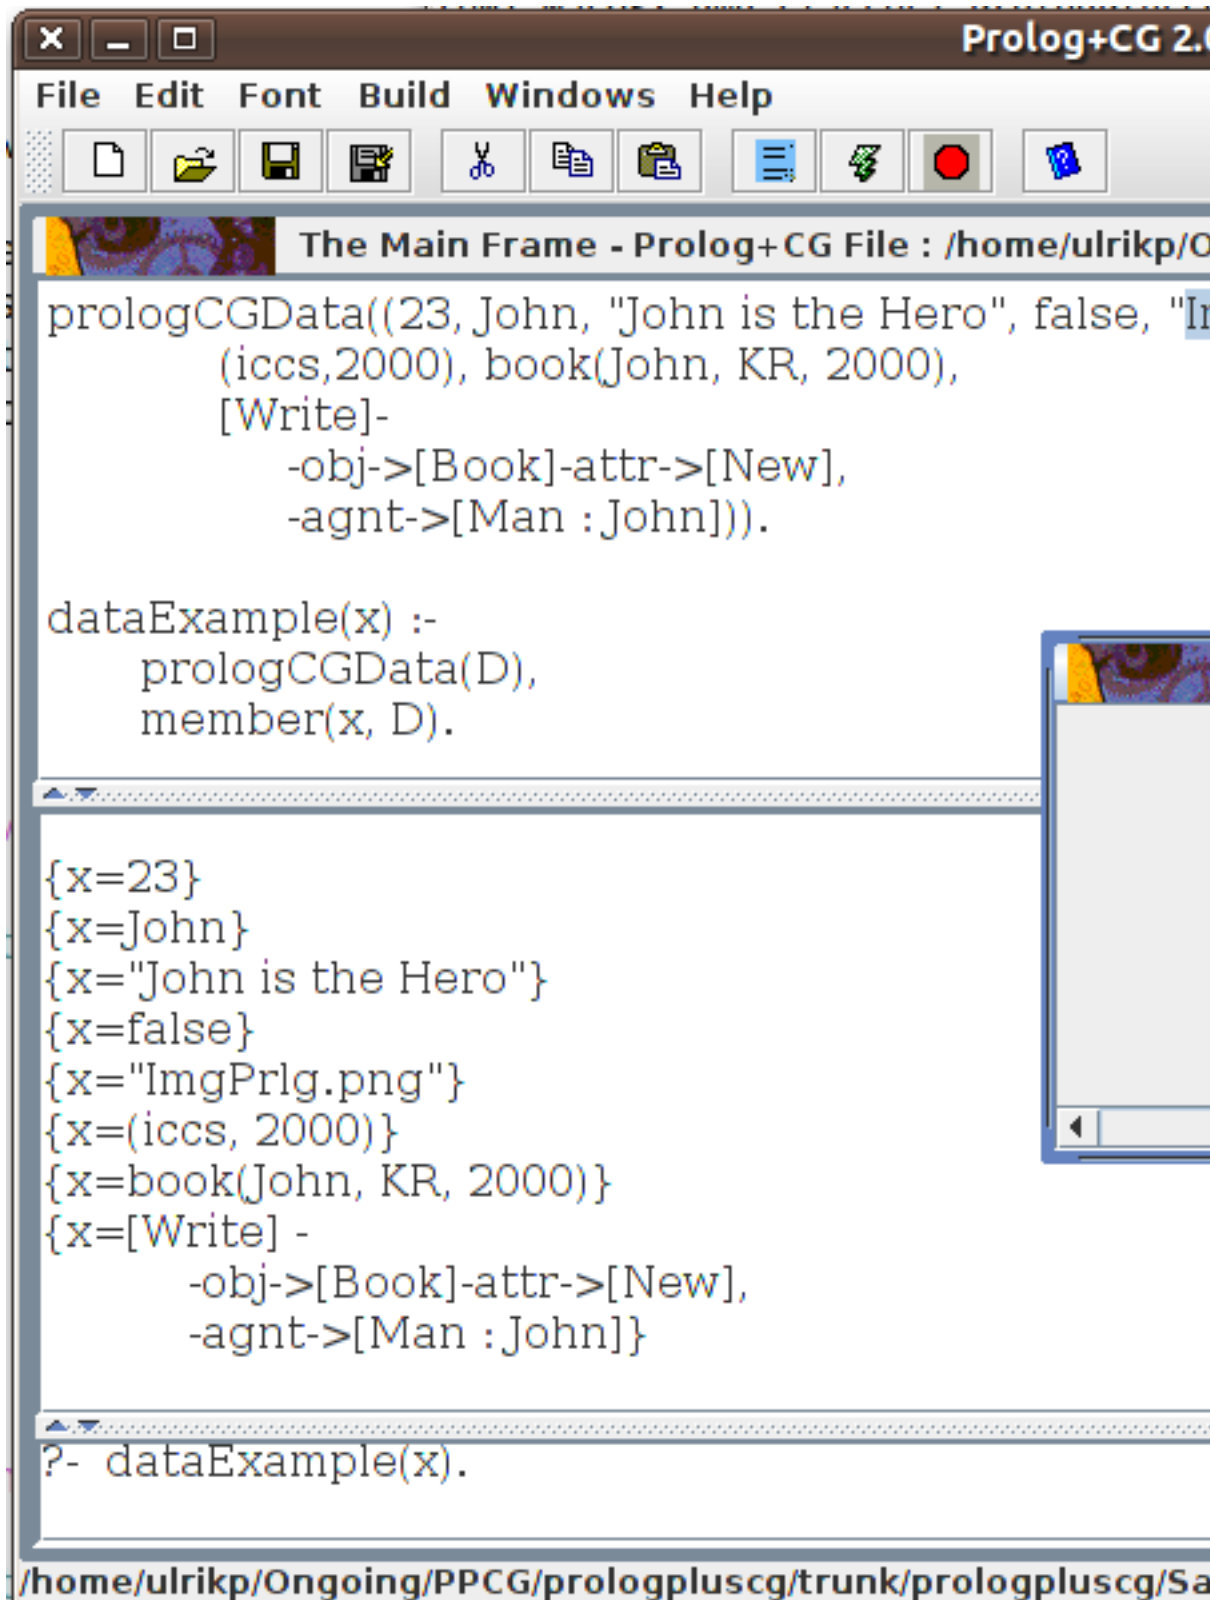 Prolog+CG 2.
File Edit Font Build Windows Help
The Main Frame - Prolog+CG File : /home/ulrikp/O
prologCGData((23, John, "John is the Hero", false, "Im
(iccs,2000), book(John, KR, 2000),
[Write]-
-obj->[Book]-attr->[New],
-agnt->[Man : John])).
dataExample(x) :-
prologCGData(D),
member(x, D).
{x=23}
{x=John}
{x="John is the Hero"}
{x=false}
{x="ImgPrlg.png"}
{x=(iccs, 2000)}
{x=book(John, KR, 2000)}
{x=[Write] -
-obj->[Book]-attr->[New],
-agnt->[Man : John]}
?- dataExample(x).
/home/ulrikp/Ongoing/PPCG/prologpluscg/trunk/prologpluscg/Sa